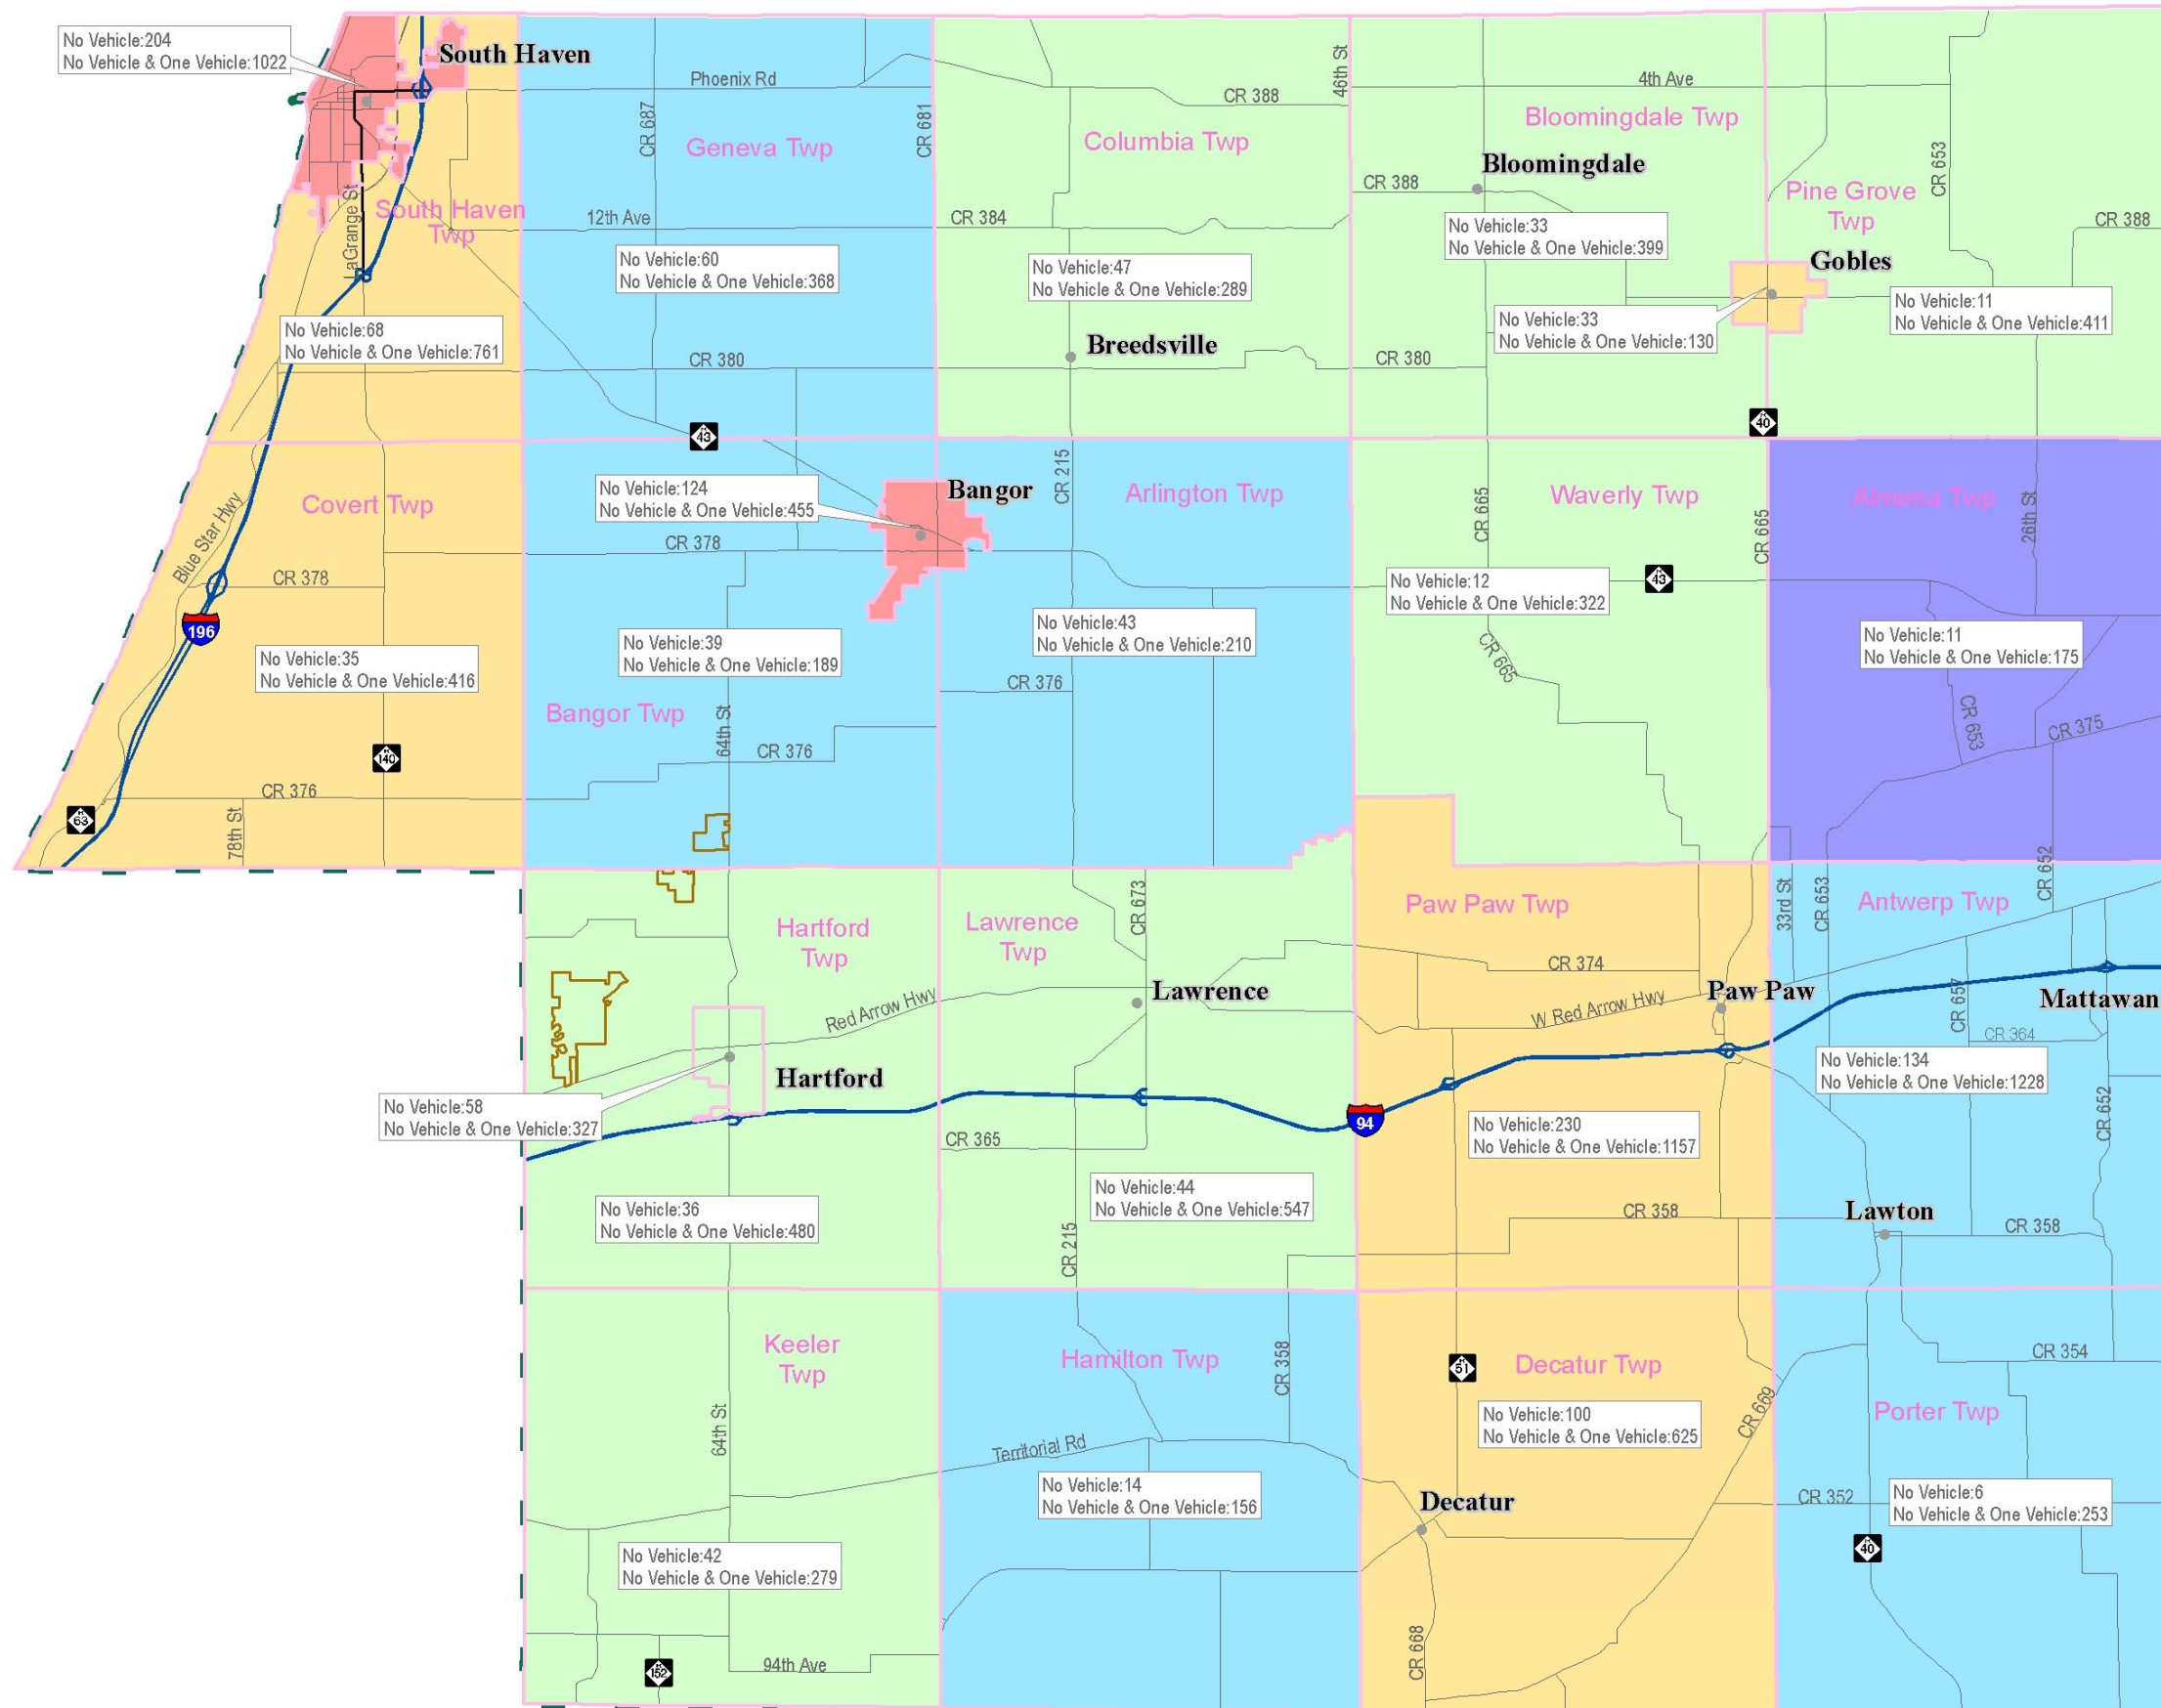 No Vehicle:204
No Vehicle & One Vehicle:1022
South Haven
Phoenix Rd
CR 687
CR 681
Geneva Twp
CR 388
46th St
Columbia Twp
4th Ave
Bloomingdale Twp
Bloomingdale
CR 388
CR 653
Pine Grove
Twp
CR 388
LaGrange St
South Haven
Twp
12th Ave
CR 384
No Vehicle:60
No Vehicle & One Vehicle:368
No Vehicle:47
No Vehicle & One Vehicle:289
No Vehicle:33
No Vehicle & One Vehicle:399
Gobles
No Vehicle:11
No Vehicle & One Vehicle:411
No Vehicle:33
No Vehicle & One Vehicle:130
No Vehicle:68
No Vehicle & One Vehicle:761
Breedsville
CR 380
CR 380
43
40
Covert Twp
Blue Star Hwy
No Vehicle:124
No Vehicle & One Vehicle:455
Bangor
CR 215
Arlington Twp
CR 665
Waverly Twp
CR 665
Almena Twp
26th St
CR 378
CR 378
No Vehicle:12
No Vehicle & One Vehicle:322
43
196
No Vehicle:35
No Vehicle & One Vehicle:416
No Vehicle:39
No Vehicle & One Vehicle:189
No Vehicle:43
No Vehicle & One Vehicle:210
CR 665
No Vehicle:11
No Vehicle & One Vehicle:175
CR 376
Bangor Twp
64th St
CR 376
CR 653
CR 375
140
CR 376
63
78th St
CR 652
Hartford
Twp
Lawrence
Twp
CR 673
Paw Paw Twp
33rd St
CR 653
Antwerp Twp
CR 374
Lawrence
Red Arrow Hwy
W Red Arrow Hwy
Paw Paw
CR 657
Mattawan
CR 364
Hartford
No Vehicle:134
No Vehicle & One Vehicle:1228
No Vehicle:58
No Vehicle & One Vehicle:327
94
CR 365
No Vehicle:230
No Vehicle & One Vehicle:1157
CR 652
No Vehicle:36
No Vehicle & One Vehicle:480
No Vehicle:44
No Vehicle & One Vehicle:547
CR 215
CR 358
Lawton
CR 358
Keeler
Twp
Hamilton Twp
CR 358
51
Decatur Twp
CR 354
CR 669
Porter Twp
64th St
No Vehicle:100
No Vehicle & One Vehicle:625
Territorial Rd
No Vehicle:14
No Vehicle & One Vehicle:156
Decatur
CR 352
No Vehicle:6
No Vehicle & One Vehicle:253
40
No Vehicle:42
No Vehicle & One Vehicle:279
CR 668
152
94th Ave